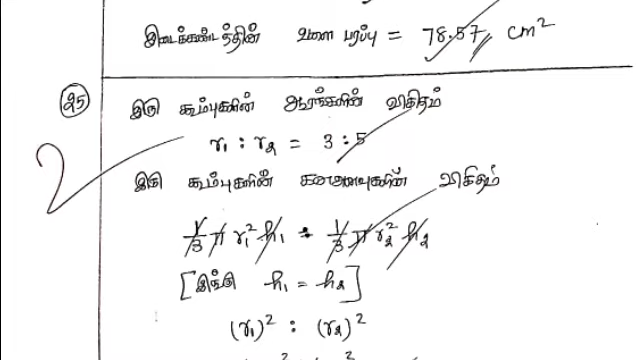 இடைக்கண்டத்தின் வளை பரப்பு = 78.57 cm²
25
இரு கூம்புகளின் ஆரங்களின் விகிதம்
r₁ : r₂ = 3 : 5
2
இரு கூம்புகளின் கனஅளவுகளின் விகிதம்
1/3 π r₁² h₁ : 1/3 π r₂² h₂
[இங்கு h₁ = h₂]
(r₁)² : (r₂)²